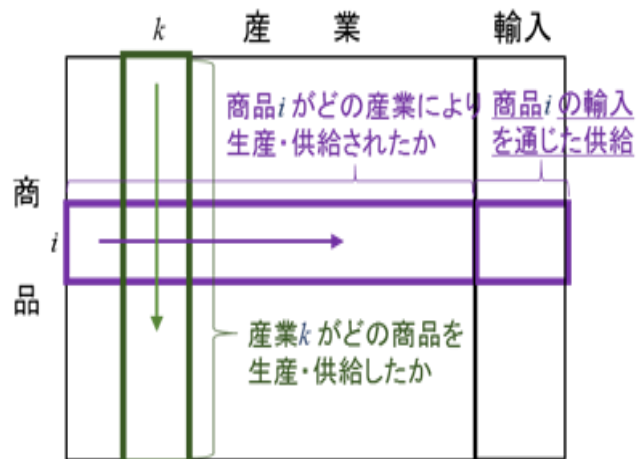 k 産 業 輸入
商品iがどの産業により
生産・供給されたか
商品iの輸入
を通じた供給
商
i
品
産業kがどの商品を
生産・供給したか